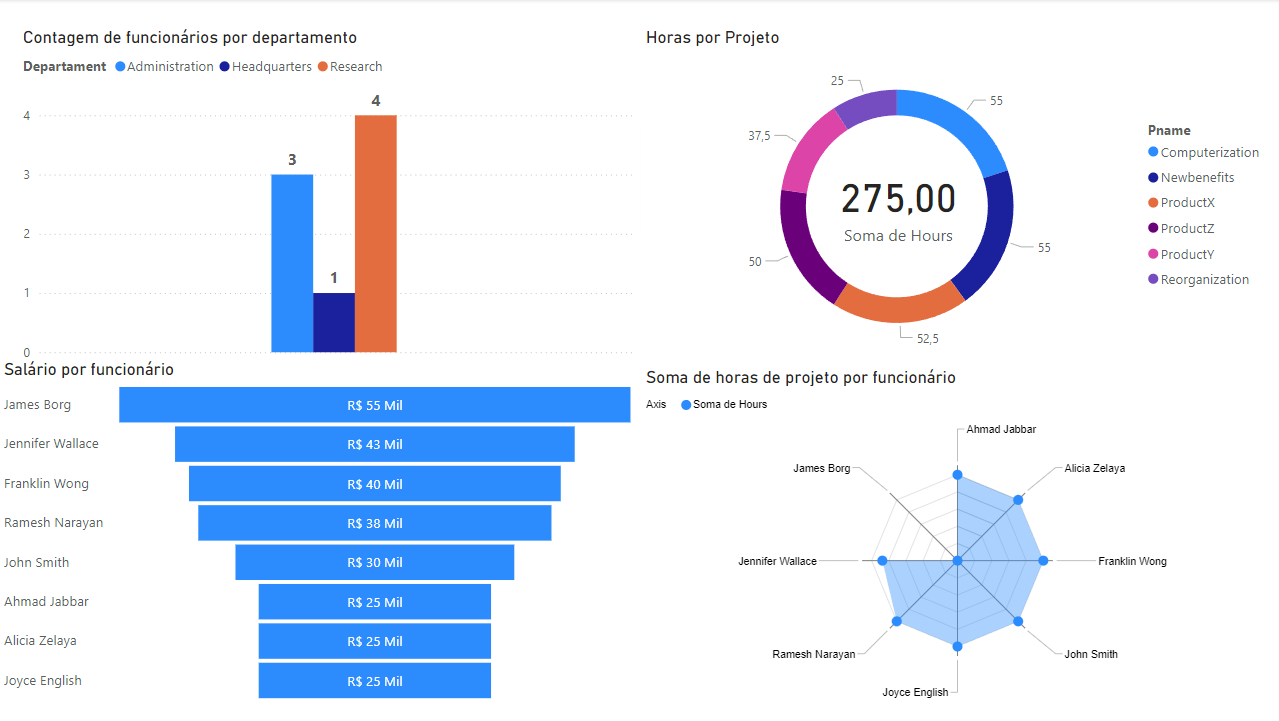 Contagem de funcionários por departamento
Departament Administration Headquarters Research
4
3
2
1
0
3
1
4
Horas por Projeto
55
55
52,5
50
37,5
25
275,00
Soma de Hours
Pname
Computerization
Newbenefits
ProductX
ProductZ
ProductY
Reorganization
Salário por funcionário
James Borg R$ 55 Mil
Jennifer Wallace R$ 43 Mil
Franklin Wong R$ 40 Mil
Ramesh Narayan R$ 38 Mil
John Smith R$ 30 Mil
Ahmad Jabbar R$ 25 Mil
Alicia Zelaya R$ 25 Mil
Joyce English R$ 25 Mil
Soma de horas de projeto por funcionário
Axis Soma de Hours
Ahmad Jabbar
Alicia Zelaya
Franklin Wong
John Smith
Joyce English
Ramesh Narayan
Jennifer Wallace
James Borg